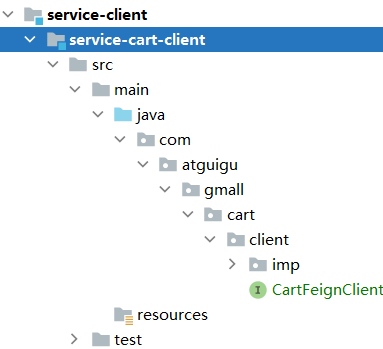 service-client
service-cart-client
src
main
java
com
atguigu
gmall
cart
client
imp
CartFeignClient
resources
test